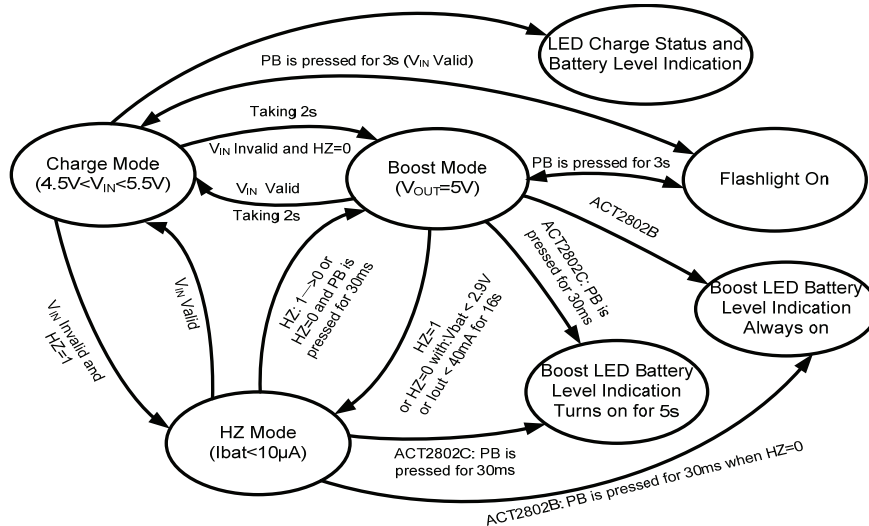 LED Charge Status and
Battery Level Indication
PB is pressed for 3s (VIN Valid)
Taking 2s
VIN Invalid and HZ=0
Charge Mode
(4.5V<VIN<5.5V)
Boost Mode
(VOUT=5V)
PB is pressed for 3s
Flashlight On
VIN Valid
Taking 2s
ACT2802B
ACT2802C: PB is
pressed for 30ms
Boost LED Battery
Level Indication
Always on
VIN Invalid and
HZ=1
VIN Valid
HZ: 1--->0 or
HZ=0 and PB is
pressed for 30ms
HZ=1
or HZ=0 with:Vbat < 2.9V
or Iout < 40mA for 16s
Boost LED Battery
Level Indication
Turns on for 5s
HZ Mode
(Ibat<10µA)
ACT2802C: PB is
pressed for 30ms
ACT2802B: PB is pressed for 30ms when HZ=0